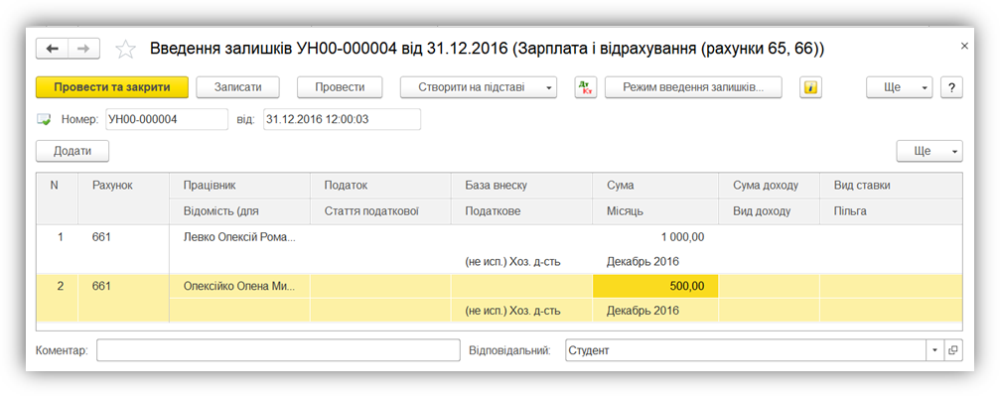 Введення залишків УН00-000004 від 31.12.2016 (Зарплата і відрахування (рахунки 65, 66))
Провести та закрити Записати Провести Створити на підставі Дт Кт Режим введення залишків... i Ще ?
Номер: УН00-000004 від: 31.12.2016 12:00:03
Додати Ще
N Рахунок Працівник Податок База внеску Сума Сума доходу Вид ставки
Відомість (для Стаття податкової Податкове Місяць Вид доходу Пільга
1 661 Левко Олексій Рома... 1 000,00
(не исп.) Хоз. д-сть Декабрь 2016
2 661 Олексійко Олена Ми... 500,00
(не исп.) Хоз. д-сть Декабрь 2016
Коментар: Відповідальний: Студент